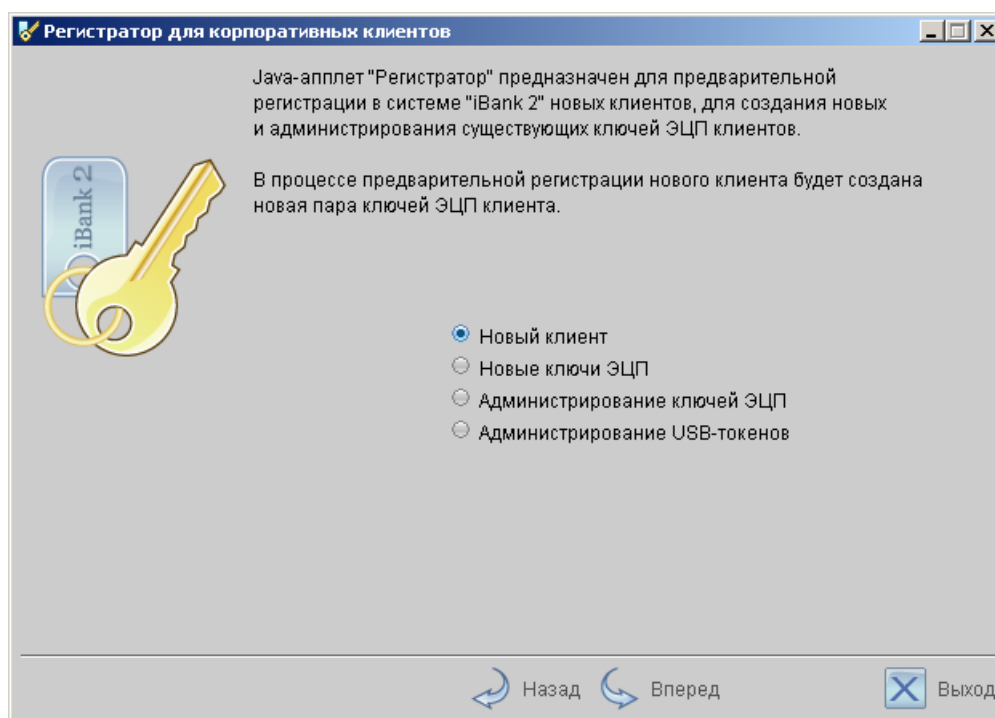 Регистратор для корпоративных клиентов
Java-апплет "Регистратор" предназначен для предварительной
регистрации в системе "iBank 2" новых клиентов, для создания новых
и администрирования существующих ключей ЭЦП клиентов.
В процессе предварительной регистрации нового клиента будет создана
новая пара ключей ЭЦП клиента.
iBank 2
Новый клиент
Новые ключи ЭЦП
Администрирование ключей ЭЦП
Администрирование USB-токенов
Назад Вперед Выход